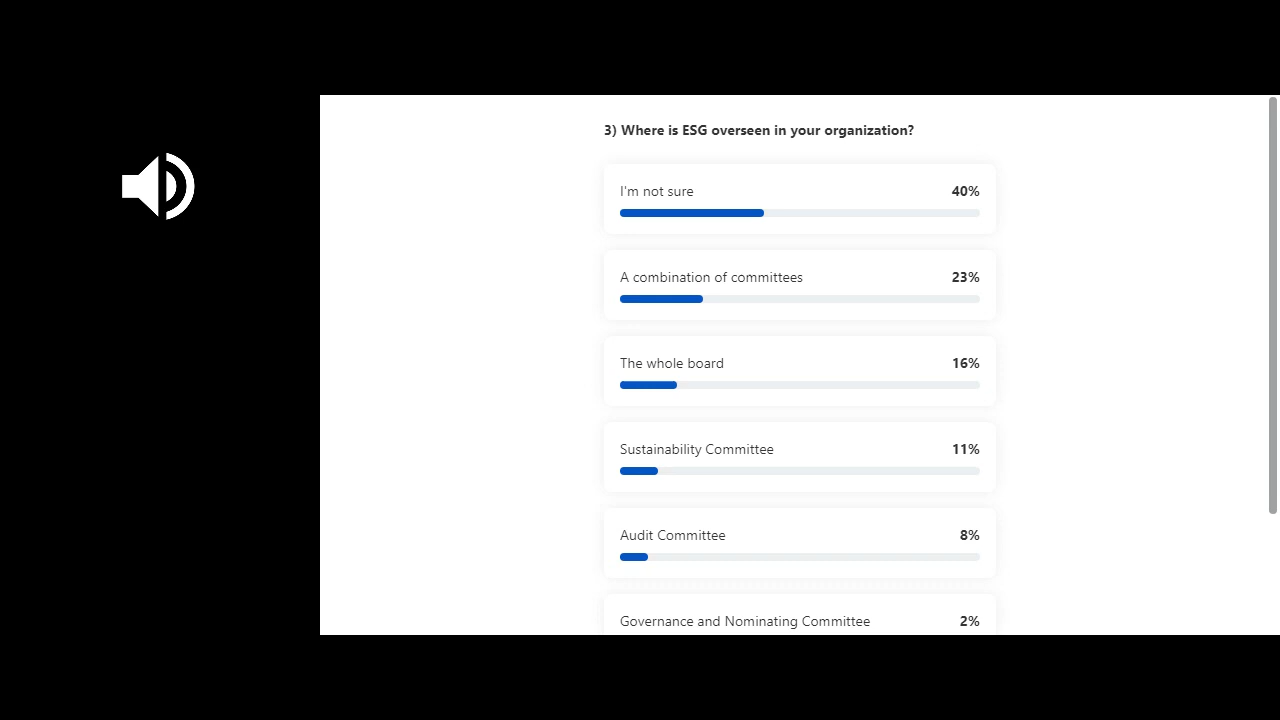 3) Where is ESG overseen in your organization?
I'm not sure 40%
A combination of committees 23%
The whole board 16%
Sustainability Committee 11%
Audit Committee 8%
Governance and Nominating Committee 2%